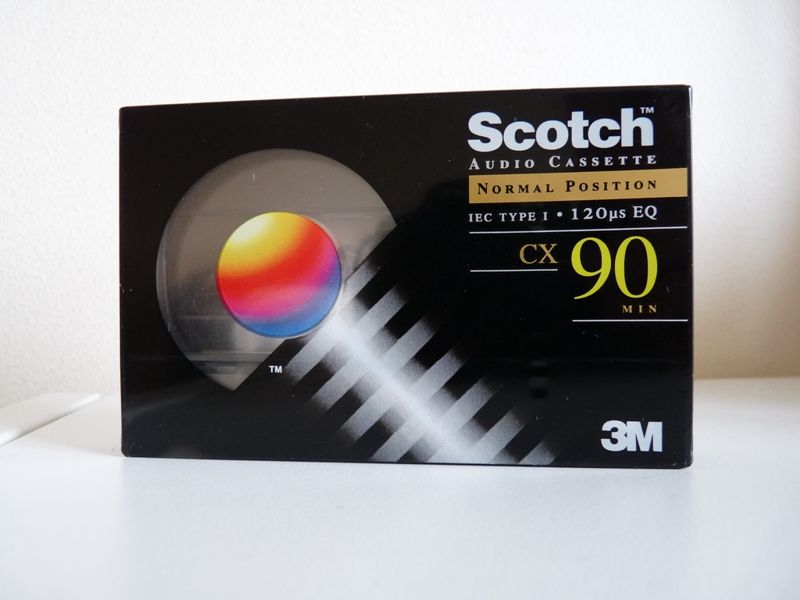 Scotch™
AUDIO CASSETTE
NORMAL POSITION
IEC TYPE I • 120µs EQ
CX 90
MIN
TM
3M